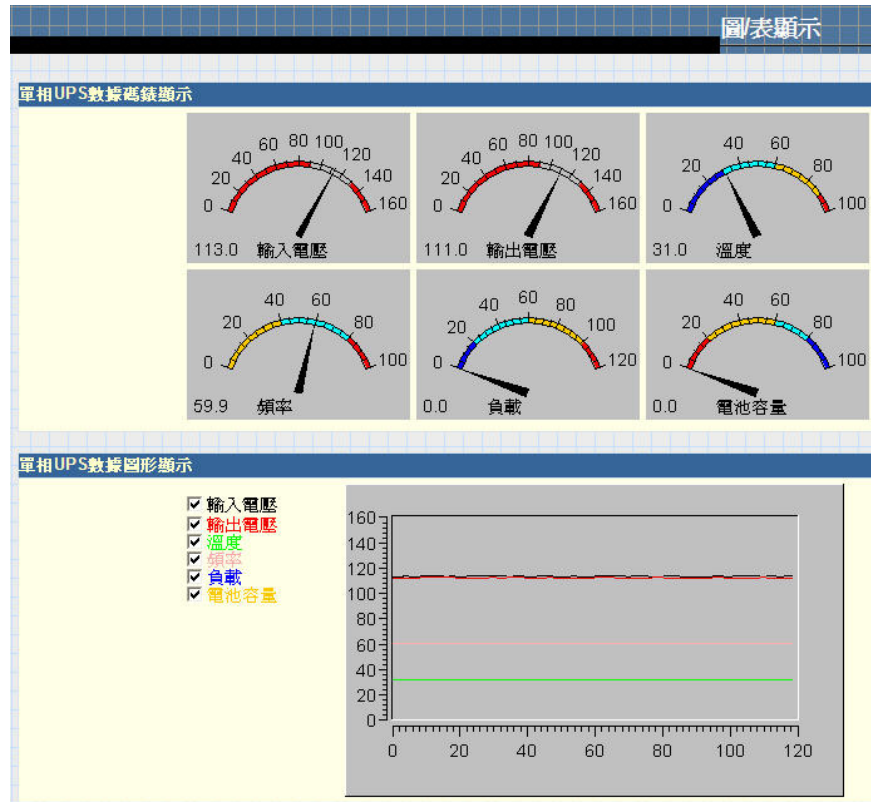 圖/表顯示
單相UPS數據碼錶顯示
0 20 40 60 80 100 120 140 160
113.0 輸入電壓
0 20 40 60 80 100 120 140 160
111.0 輸出電壓
0 20 40 60 80 100
31.0 溫度
0 20 40 60 80 100
59.9 頻率
0 20 40 60 80 100 120
0.0 負載
0 20 40 60 80 100
0.0 電池容量
單相UPS數據圖形顯示
輸入電壓
輸出電壓
溫度
頻率
負載
電池容量
160
140
120
100
80
60
40
20
0
0 20 40 60 80 100 120